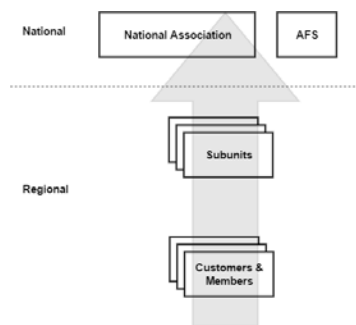 National
National Association
AFS
Subunits
Regional
Customers &
Members